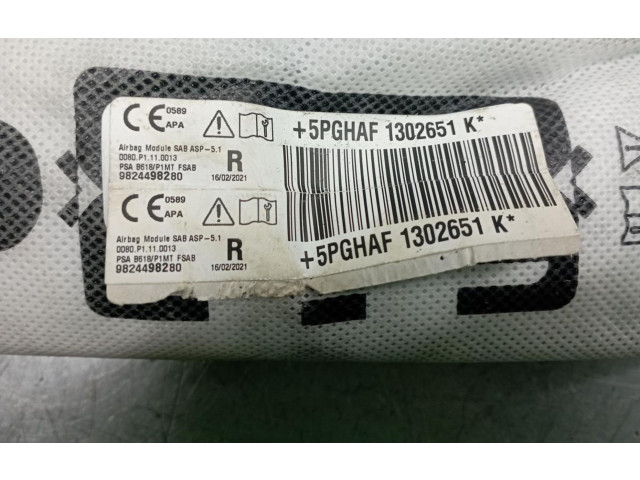 CE 0589
APA
+5PGHAF 1302651 K*
Airbag Module SAB ASP-5.1
0080.P1.11.0013
PSA B618/P1MT FSAB
9824498280
R
16/02/2021
CE 0589
APA
Airbag Module SAB ASP-5.1
0080.P1.11.0013
PSA B618/P1MT FSAB
9824498280
R
16/02/2021
+5PGHAF 1302651 K*